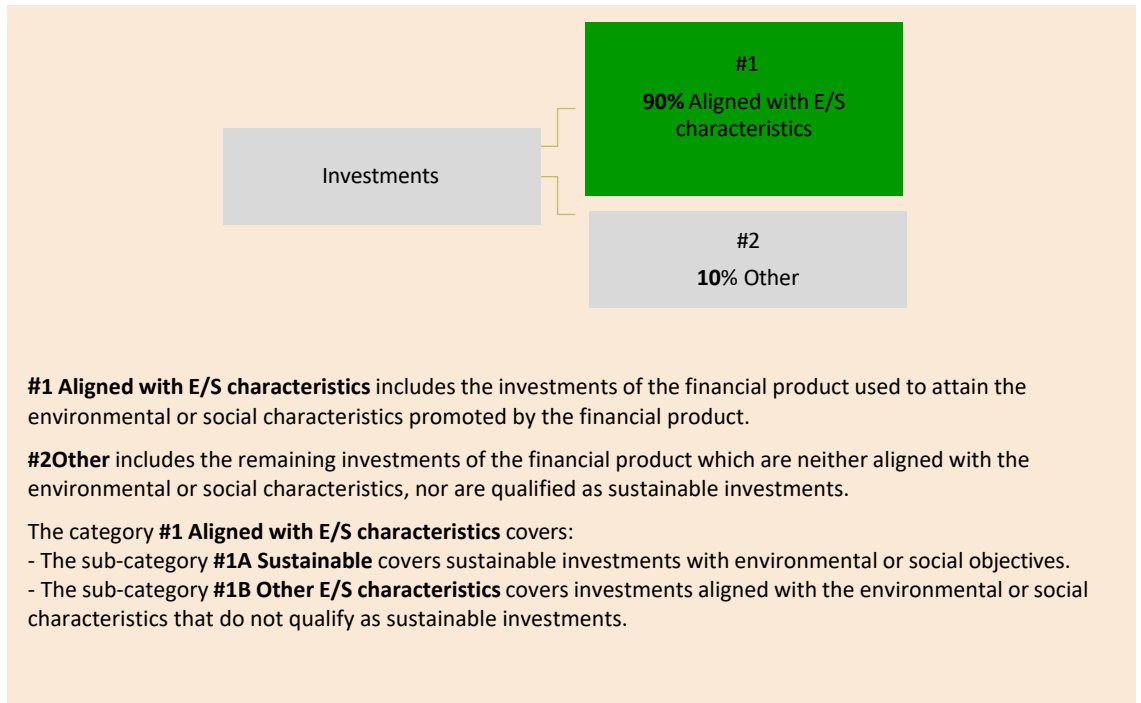 #1
90% Aligned with E/S
characteristics
Investments
#2
10% Other
#1 Aligned with E/S characteristics includes the investments of the financial product used to attain the
environmental or social characteristics promoted by the financial product.
#2Other includes the remaining investments of the financial product which are neither aligned with the
environmental or social characteristics, nor are qualified as sustainable investments.
The category #1 Aligned with E/S characteristics covers:
- The sub-category #1A Sustainable covers sustainable investments with environmental or social objectives.
- The sub-category #1B Other E/S characteristics covers investments aligned with the environmental or social
characteristics that do not qualify as sustainable investments.